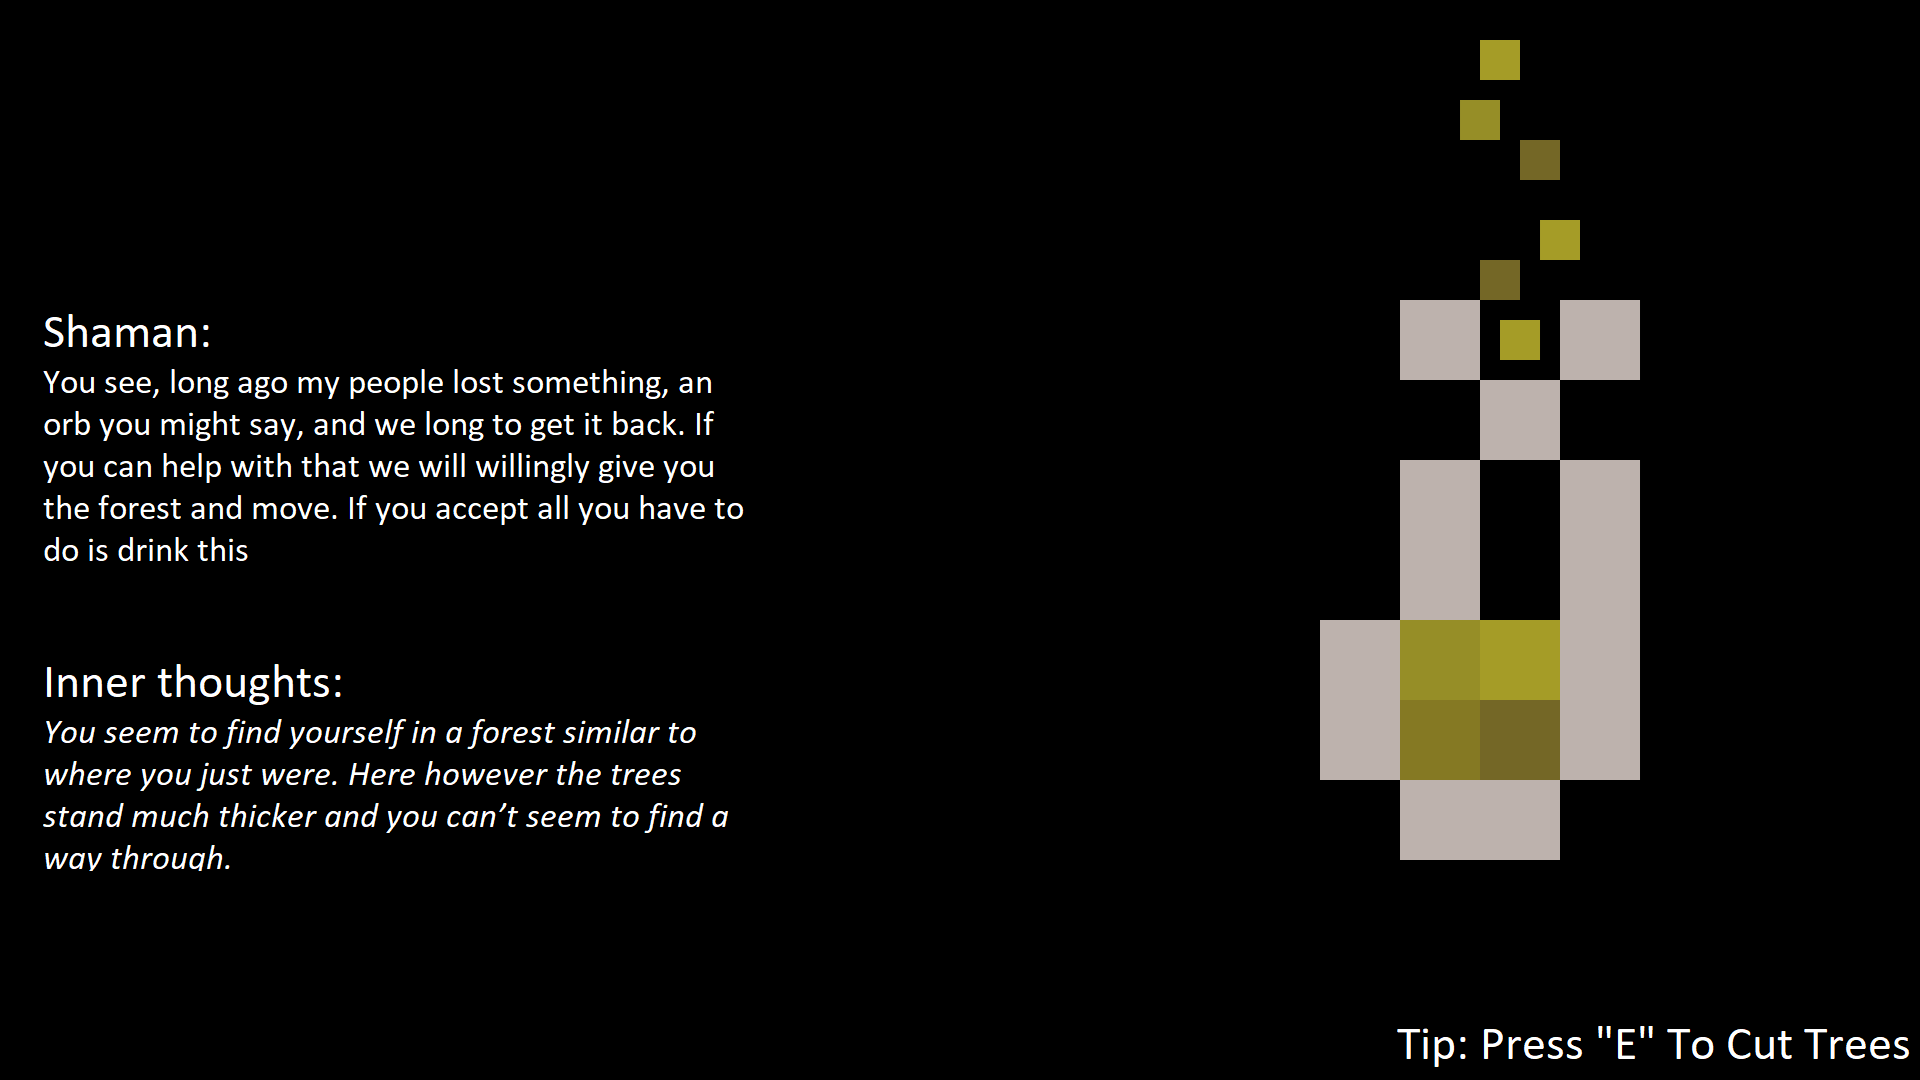 Shaman:
You see, long ago my people lost something, an
orb you might say, and we long to get it back. If
you can help with that we will willingly give you
the forest and move. If you accept all you have to
do is drink this
Inner thoughts:
You seem to find yourself in a forest similar to
where you just were. Here however the trees
stand much thicker and you can’t seem to find a
way through.
Tip: Press "E" To Cut Trees